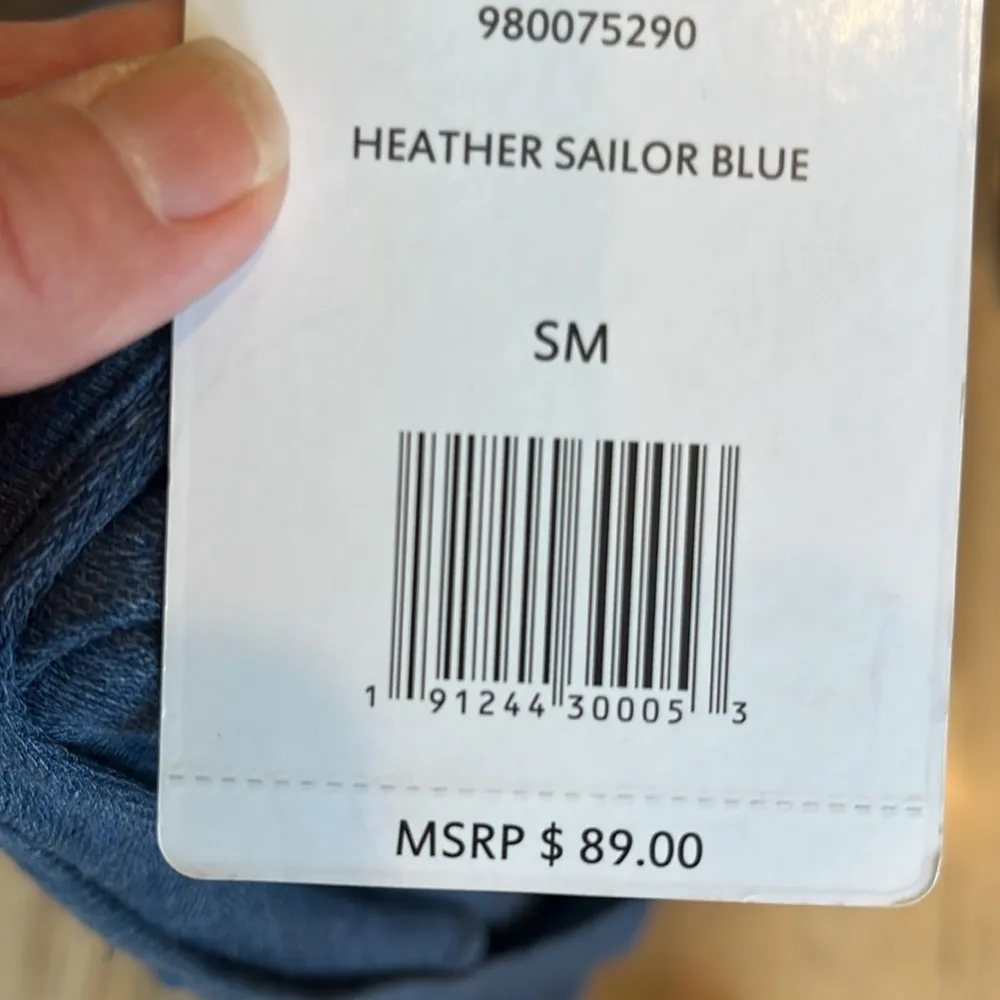 980075290
HEATHER SAILOR BLUE
SM
1 91244 30005 3
MSRP $ 89.00